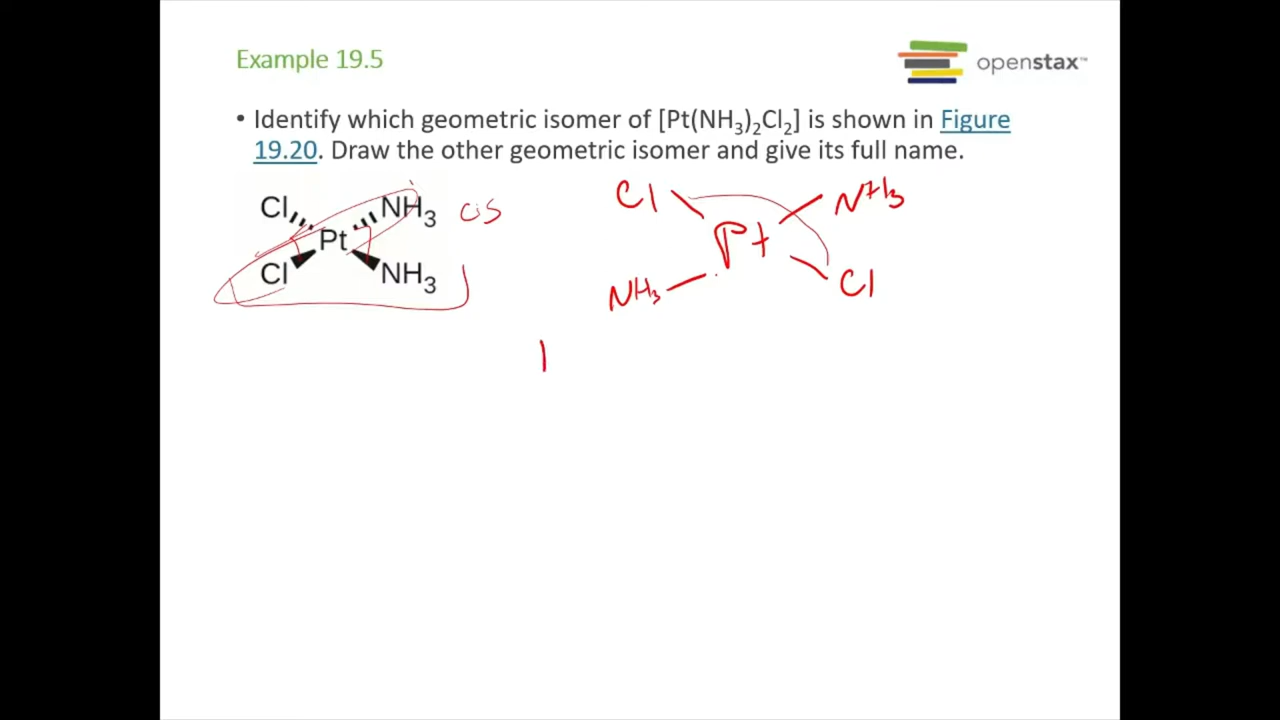 Example 19.5
openstax™
• Identify which geometric isomer of [Pt(NH₃)₂Cl₂] is shown in Figure
19.20. Draw the other geometric isomer and give its full name.
Cl NH₃ cis
Pt
Cl NH₃
Cl NH₃
Pt
NH₃ Cl